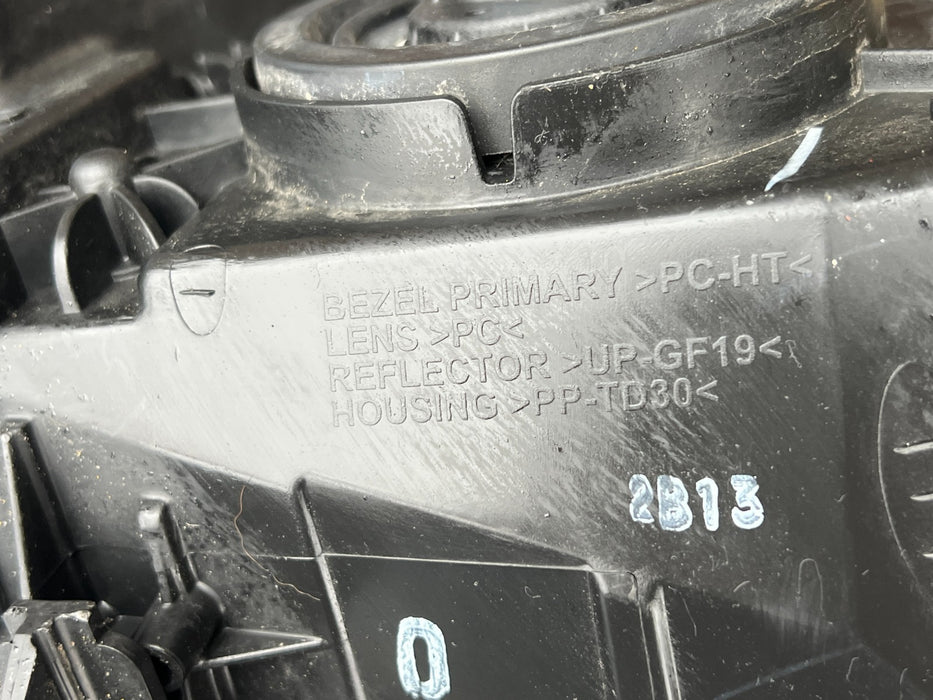 BEZEL PRIMARY >PC-HT<
LENS >PC<
REFLECTOR >UP-GF19<
HOUSING >PP-TD30<
2B13
0